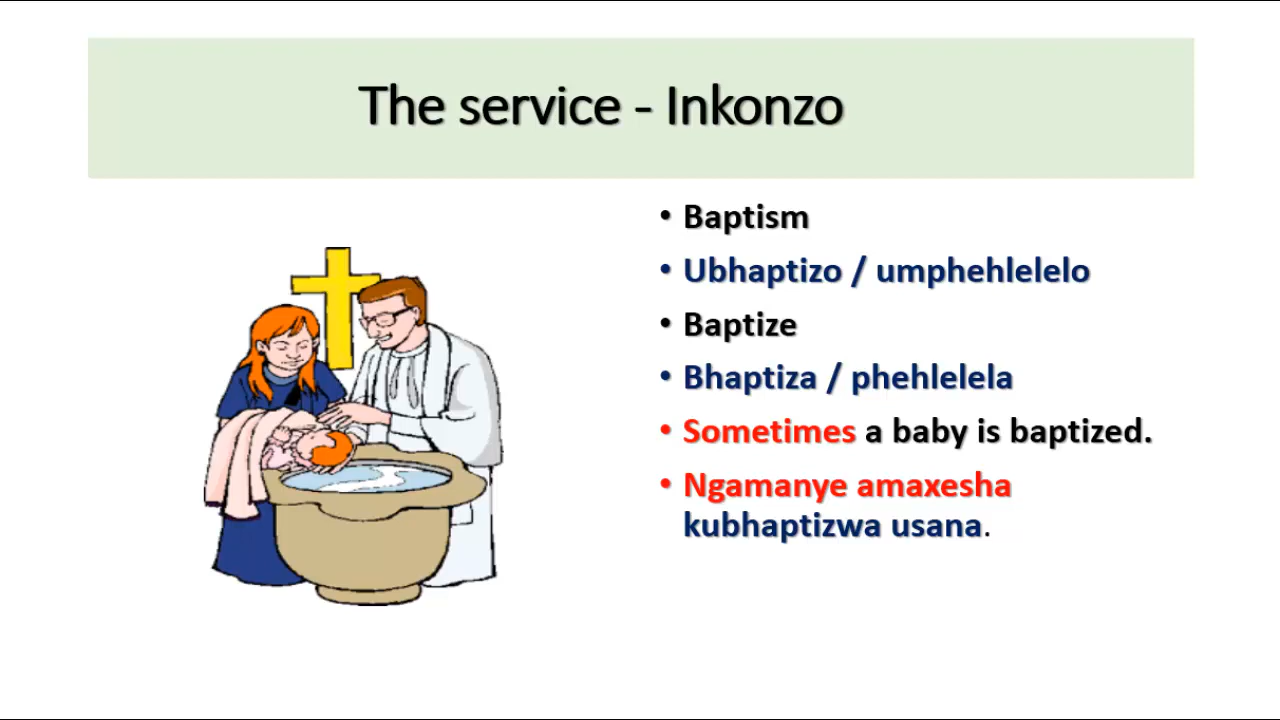 The service - Inkonzo
• Baptism
• Ubhaptizo / umphehlelelo
• Baptize
• Bhaptiza / phehlelela
• Sometimes a baby is baptized.
• Ngamanye amaxesha
kubhaptizwa usana.